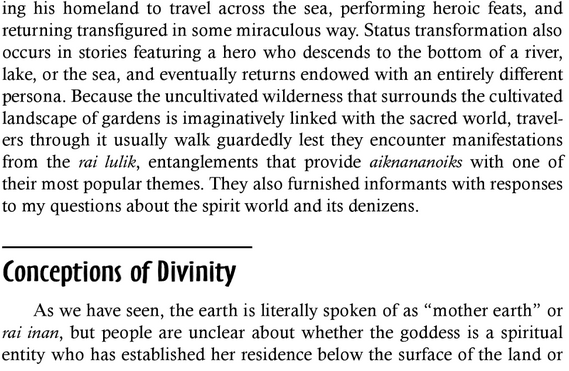 ing his homeland to travel across the sea, performing heroic feats, and
returning transfigured in some miraculous way. Status transformation also
occurs in stories featuring a hero who descends to the bottom of a river,
lake, or the sea, and eventually returns endowed with an entirely different
persona. Because the uncultivated wilderness that surrounds the cultivated
landscape of gardens is imaginatively linked with the sacred world, travel-
ers through it usually walk guardedly lest they encounter manifestations
from the rai lulik, entanglements that provide aiknananoiks with one of
their most popular themes. They also furnished informants with responses
to my questions about the spirit world and its denizens.
Conceptions of Divinity
As we have seen, the earth is literally spoken of as “mother earth” or
rai inan, but people are unclear about whether the goddess is a spiritual
entity who has established her residence below the surface of the land or